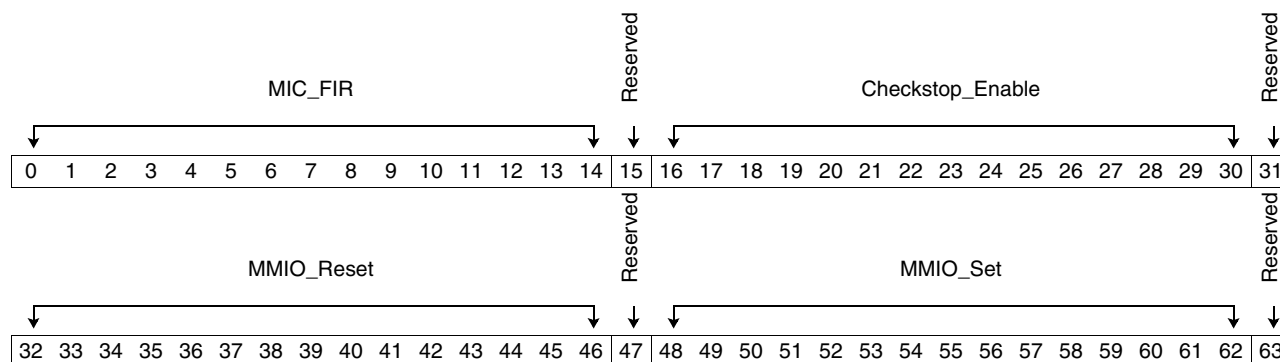 MIC_FIR Reserved Checkstop_Enable Reserved
0 1 2 3 4 5 6 7 8 9 10 11 12 13 14 15 16 17 18 19 20 21 22 23 24 25 26 27 28 29 30 31
MMIO_Reset Reserved MMIO_Set Reserved
32 33 34 35 36 37 38 39 40 41 42 43 44 45 46 47 48 49 50 51 52 53 54 55 56 57 58 59 60 61 62 63